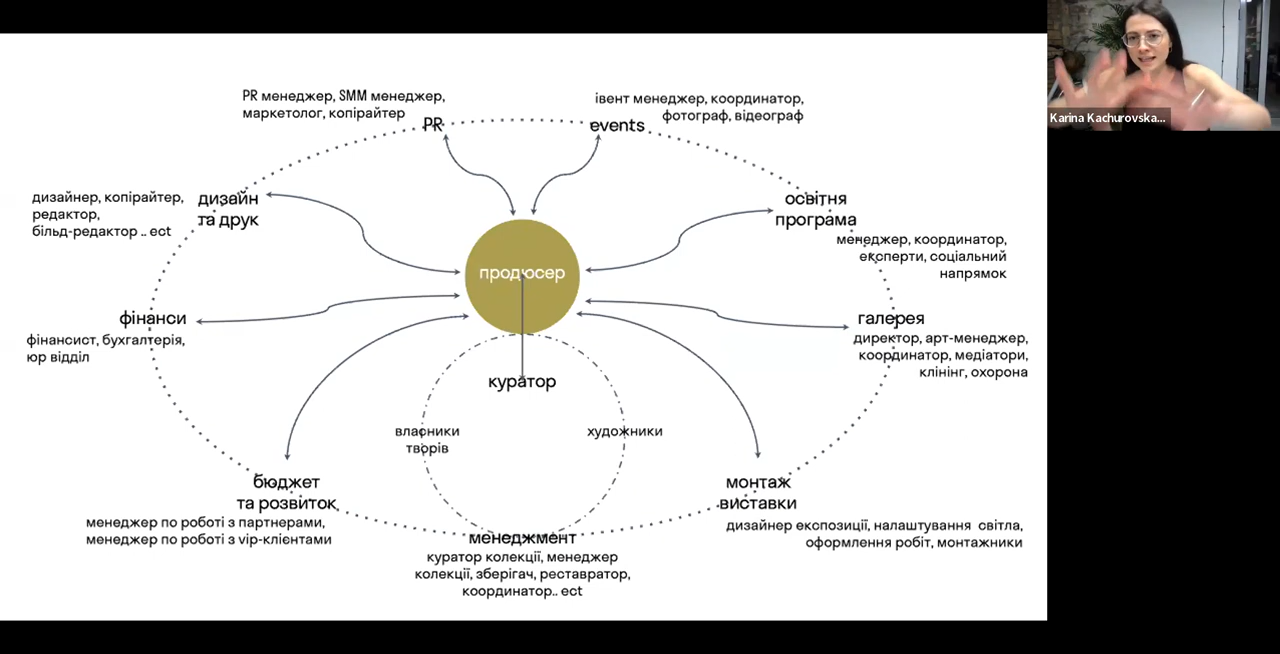 PR менеджер, SMM менеджер,
маркетолог, копірайтер
PR
івент менеджер, координатор,
фотограф, відеограф
events
Karina Kachurovska...
дизайнер, копірайтер,
редактор,
більд-редактор .. ect
дизайн
та друк
освітня
програма
менеджер, координатор,
експерти, соціальний
напрямок
продюсер
фінанси
фінансист, бухгалтерія,
юр відділ
галерея
директор, арт-менеджер,
координатор, медіатори,
клінінг, охорона
куратор
власники
творів
художники
бюджет
та розвиток
менеджер по роботі з партнерами,
менеджер по роботі з vip-клієнтами
монтаж
виставки
дизайнер експозиції, налаштування світла,
оформлення робіт, монтажники
менеджмент
куратор колекції, менеджер
колекції, зберігач, реставратор,
координатор.. ect